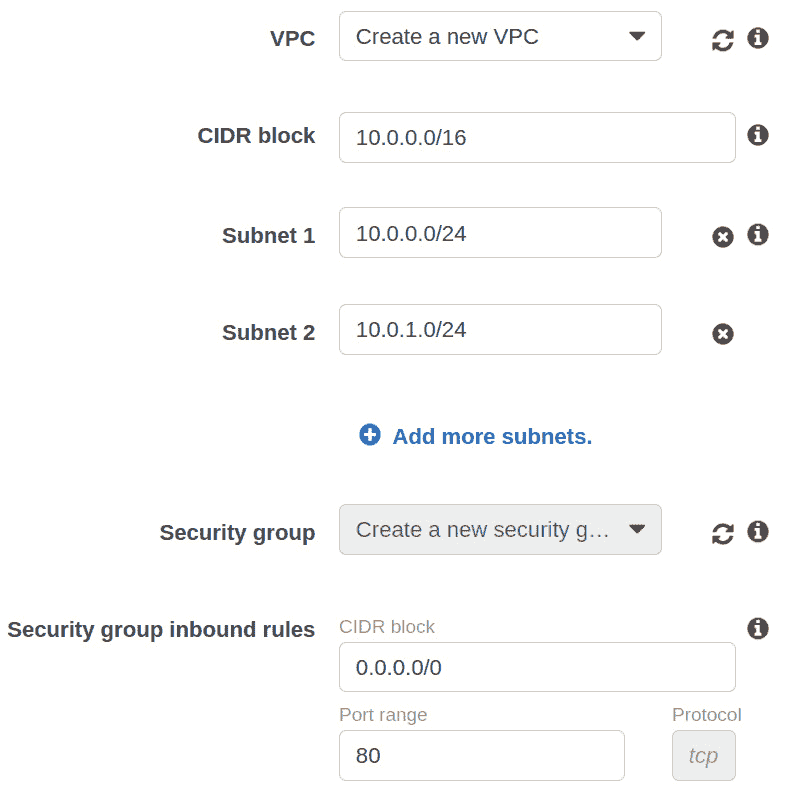 VPC Create a new VPC
CIDR block 10.0.0.0/16
Subnet 1 10.0.0.0/24
Subnet 2 10.0.1.0/24
Add more subnets.
Security group Create a new security g...
Security group inbound rules CIDR block
0.0.0.0/0
Port range Protocol
80 tcp